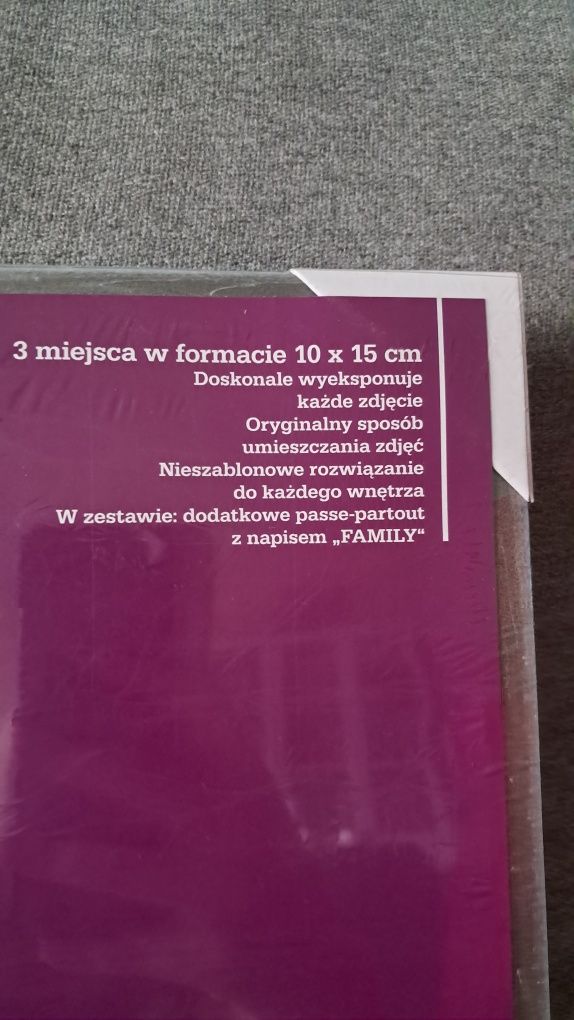 3 miejsca w formacie 10 x 15 cm
Doskonale wyeksponuje
każde zdjęcie
Oryginalny sposób
umieszczania zdjęć
Nieszablonowe rozwiązanie
do każdego wnętrza
W zestawie: dodatkowe passe-partout
z napisem „FAMILY“